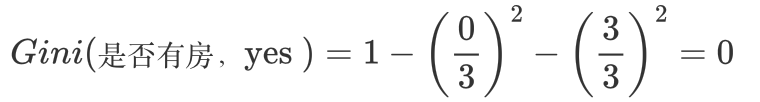 Gini(是否有房, yes ) = 1 − (0/3)² − (3/3)² = 0